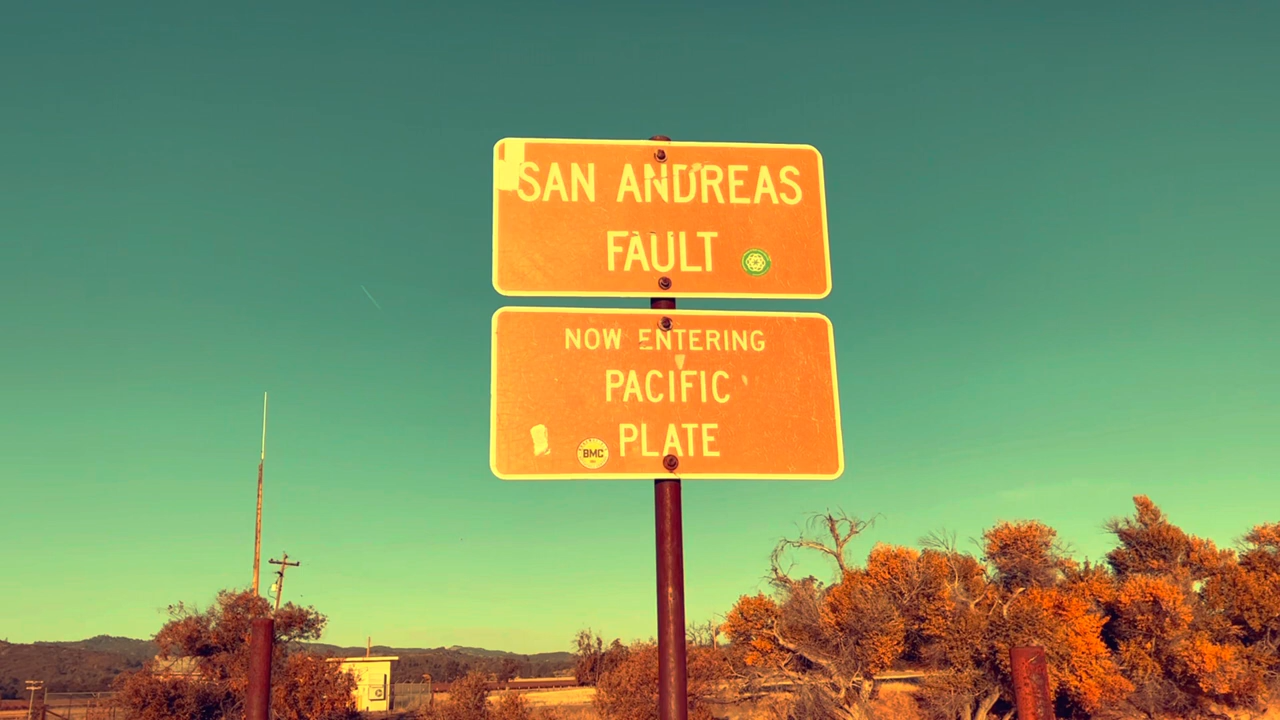 SAN ANDREAS
FAULT
NOW ENTERING
PACIFIC
PLATE
BMC